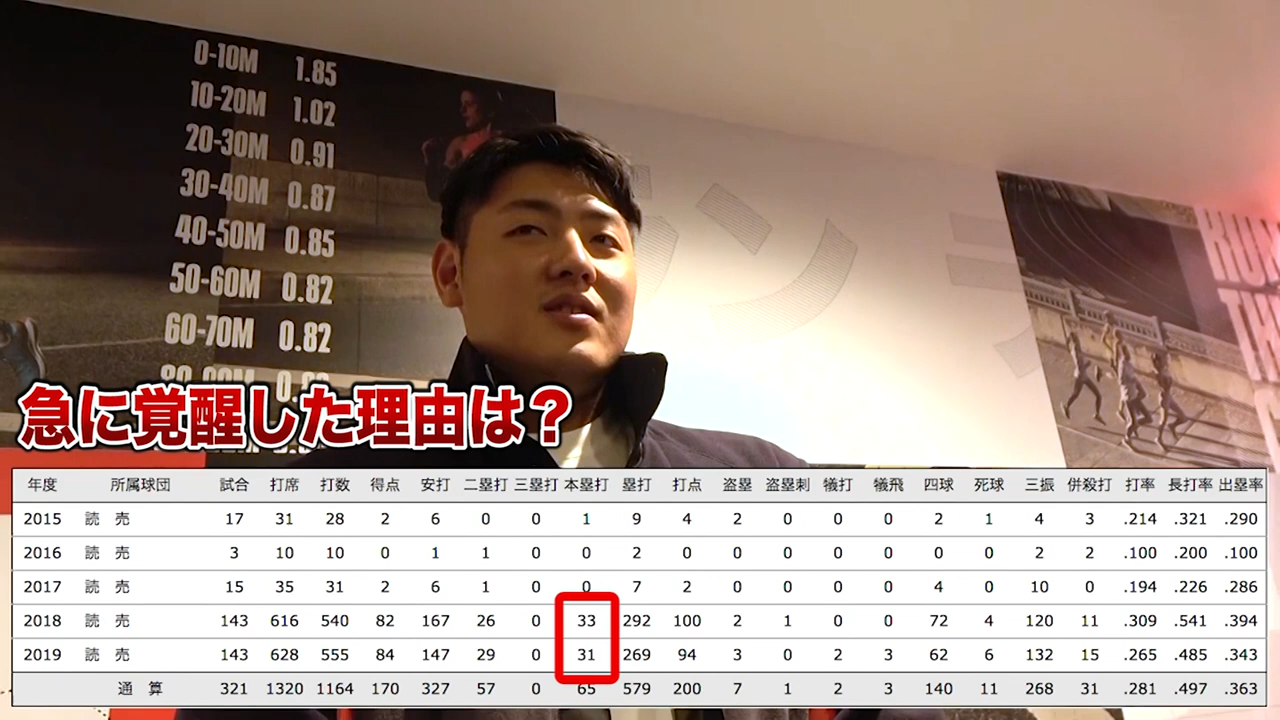 0-10M 1.85
10-20M 1.02
20-30M 0.91
30-40M 0.87
40-50M 0.85
50-60M 0.82
60-70M 0.82
急に覚醒した理由は？
年度 所属球団 試合 打席 打数 得点 安打 二塁打 三塁打 本塁打 塁打 打点 盗塁 盗塁刺 犠打 犠飛 四球 死球 三振 併殺打 打率 長打率 出塁率
2015 読 売 17 31 28 2 6 0 0 1 9 4 2 0 0 0 2 1 4 3 .214 .321 .290
2016 読 売 3 10 10 0 1 1 0 0 2 0 0 0 0 0 0 0 2 2 .100 .200 .100
2017 読 売 15 35 31 2 6 1 0 0 7 2 0 0 0 0 4 0 10 0 .194 .226 .286
2018 読 売 143 616 540 82 167 26 0 33 292 100 2 1 0 0 72 4 120 11 .309 .541 .394
2019 読 売 143 628 555 84 147 29 0 31 269 94 3 0 2 3 62 6 132 15 .265 .485 .343
通 算 321 1320 1164 170 327 57 0 65 579 200 7 1 2 3 140 11 268 31 .281 .497 .363